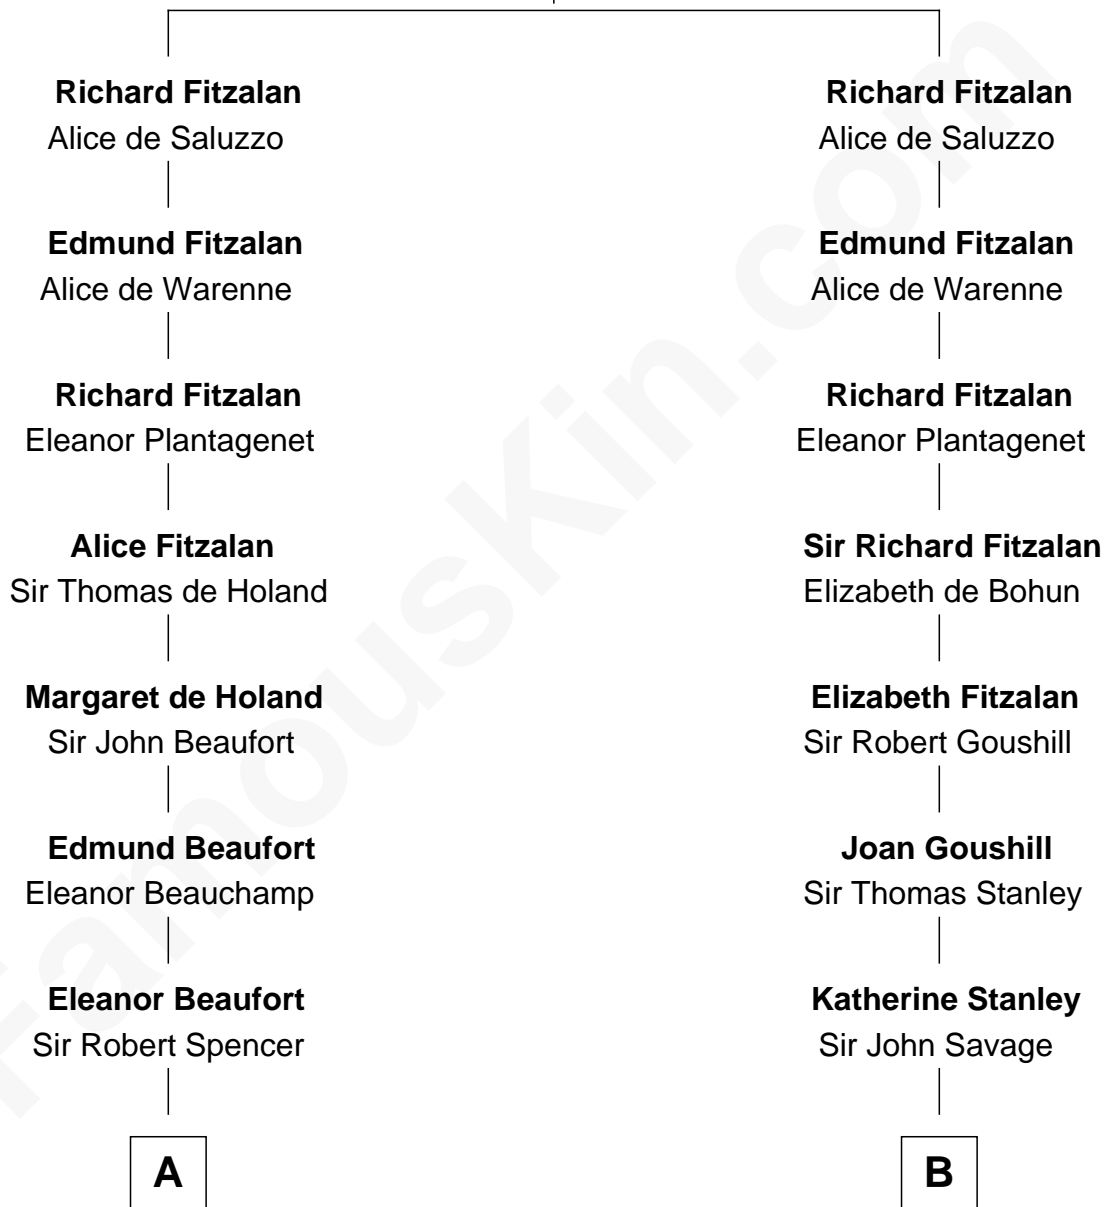 Richard Fitzalan
Alice de Saluzzo
Edmund Fitzalan
Alice de Warenne
Richard Fitzalan
Eleanor Plantagenet
Alice Fitzalan
Sir Thomas de Holand
Margaret de Holand
Sir John Beaufort
Edmund Beaufort
Eleanor Beauchamp
Eleanor Beaufort
Sir Robert Spencer
A
Richard Fitzalan
Alice de Saluzzo
Edmund Fitzalan
Alice de Warenne
Richard Fitzalan
Eleanor Plantagenet
Sir Richard Fitzalan
Elizabeth de Bohun
Elizabeth Fitzalan
Sir Robert Goushill
Joan Goushill
Sir Thomas Stanley
Katherine Stanley
Sir John Savage
B
FamousKin.com